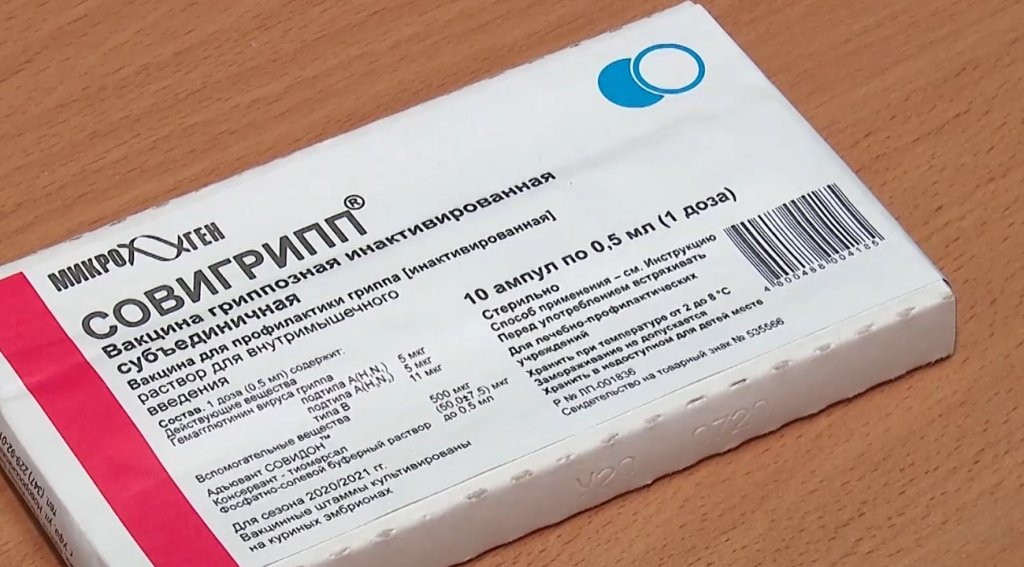 МИКРОГЕН
СОВИГРИПП®
Вакцина гриппозная инактивированная
субъединичная
Вакцина для профилактики гриппа [инактивированная]
раствор для внутримышечного
введения
Состав. 1 доза (0,5 мл) содержит:
Действующие вещества
Гемагглютинин вируса гриппа
подтипа A(H₁N₁) 5 мкг
подтипа A(H₃N₂) 5 мкг
типа B 11 мкг
Вспомогательные вещества
Адъювант СОВИДОН™ 500 мкг
Консервант - тиомерсал (50,0±7,5) мкг
Фосфатно-солевой буферный раствор до 0,5 мл
Для сезона 2020/2021 гг.
Вакцинные штаммы культивированы
на куриных эмбрионах
10 ампул по 0,5 мл (1 доза)
Стерильно
Способ применения – см. Инструкцию
Перед употреблением встряхивать
Для лечебно-профилактических
учреждений
Хранить при температуре от 2 до 8 °С
Замораживание не допускается
Хранить в недоступном для детей месте
Р № ЛП-001836
Свидетельство на товарный знак № 535566